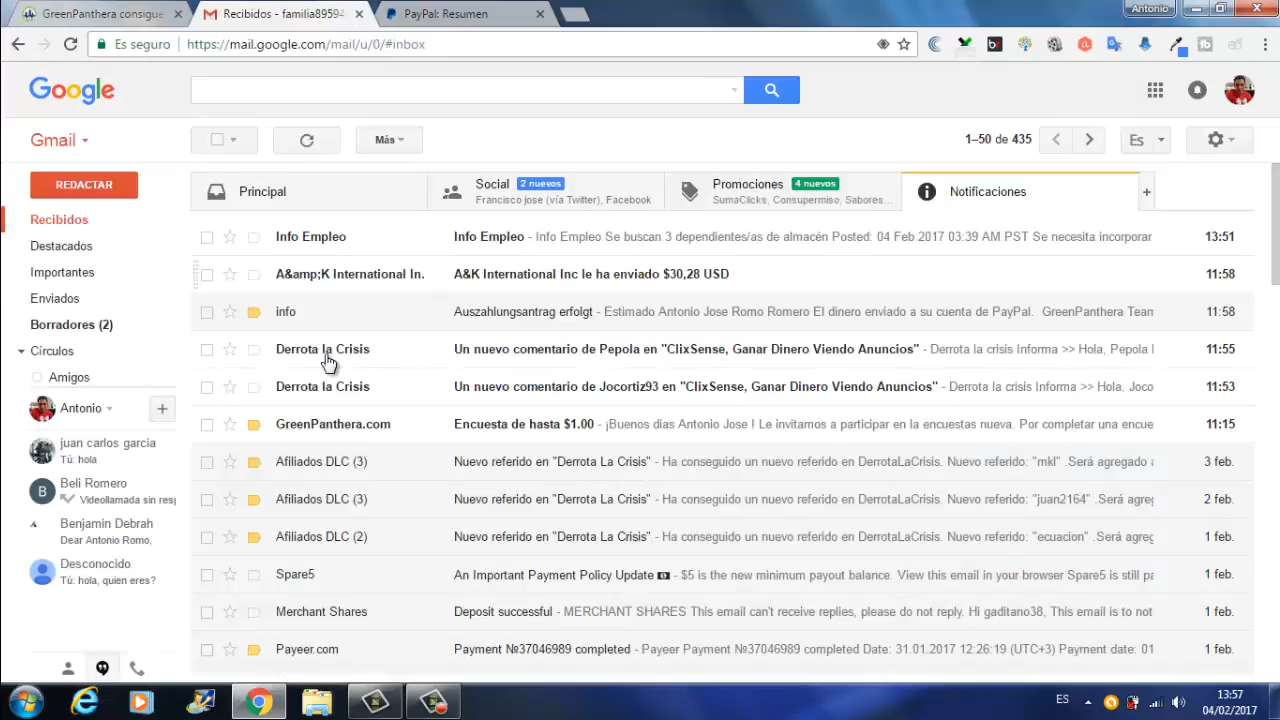 GreenPanthera consigue
Recibidos - familia89594
PayPal: Resumen
Antonio
Es seguro
https://mail.google.com/mail/u/0/#inbox
Google
Gmail
Más
1–50 de 435
Es
REDACTAR
Recibidos
Destacados
Importantes
Enviados
Borradores (2)
Círculos
Amigos
Antonio
juan carlos garcia
Tú: hola
Beli Romero
Videollamada sin resp
Benjamin Debrah
Dear Antonio Romo,
Desconocido
Tú: hola, quien eres?
Principal
Social 2 nuevos
Francisco jose (vía Twitter), Facebook
Promociones 4 nuevos
SumaClicks, Consupermiso, Sabores...
Notificaciones
Info Empleo Info Empleo - Info Empleo Se buscan 3 dependientes/as de almacén Posted: 04 Feb 2017 03:39 AM PST Se necesita incorporar 13:51
A&amp;K International In. A&K International Inc le ha enviado $30,28 USD 11:58
info Auszahlungsantrag erfolgt - Estimado Antonio Jose Romo Romero El dinero enviado a su cuenta de PayPal. GreenPanthera Team 11:58
Derrota la Crisis Un nuevo comentario de Pepola en "ClixSense, Ganar Dinero Viendo Anuncios" - Derrota la crisis Informa >> Hola, Pepola 11:55
Derrota la Crisis Un nuevo comentario de Jocortiz93 en "ClixSense, Ganar Dinero Viendo Anuncios" - Derrota la crisis Informa >> Hola, Joco 11:53
GreenPanthera.com Encuesta de hasta $1.00 - ¡Buenos dias Antonio Jose ! Le invitamos a participar en la encuestas nueva. Por completar una encue 11:15
Afiliados DLC (3) Nuevo referido en "Derrota La Crisis" - Ha conseguido un nuevo referido en DerrotaLaCrisis. Nuevo referido: "mkl" .Será agregado a 3 feb.
Afiliados DLC (3) Nuevo referido en "Derrota La Crisis" - Ha conseguido un nuevo referido en DerrotaLaCrisis. Nuevo referido: "juan2164" .Será agreg 2 feb.
Afiliados DLC (2) Nuevo referido en "Derrota La Crisis" - Ha conseguido un nuevo referido en DerrotaLaCrisis. Nuevo referido: "ecuacion" .Será agreg 1 feb.
Spare5 An Important Payment Policy Update - $5 is the new minimum payout balance. View this email in your browser Spare5 is still pa 1 feb.
Merchant Shares Deposit successful - MERCHANT SHARES This email can't receive replies, please do not reply. Hi gaditano38, This email is to not 1 feb.
Payeer.com Payment №37046989 completed - Payeer Payment №37046989 completed Date: 31.01.2017 12:26:19 (UTC+3) Payment date: 01 1 feb.
ES
13:57
04/02/2017